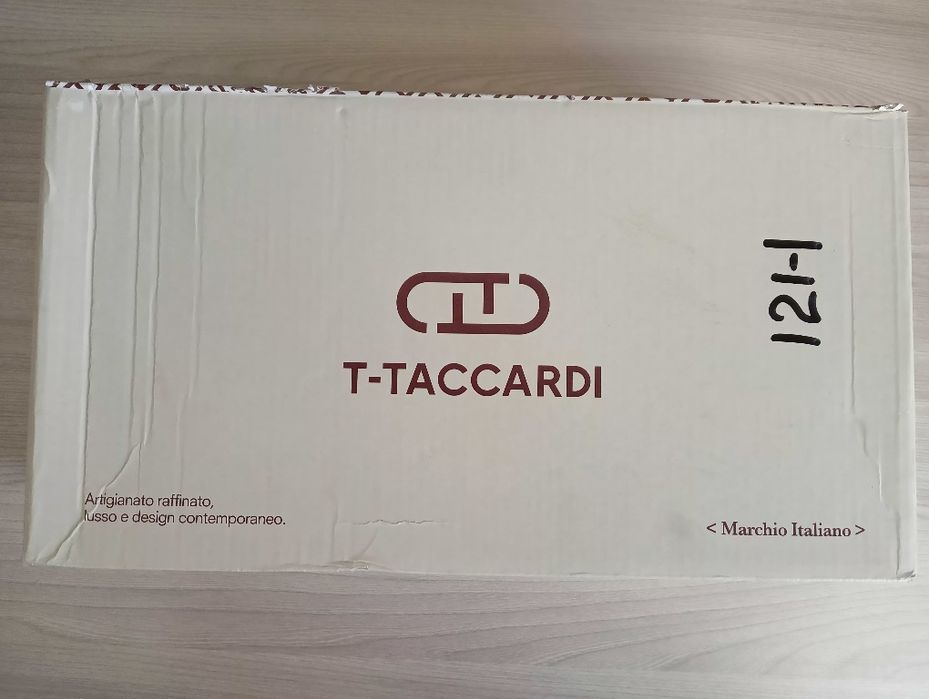 T-TACCARDI
121-1
Artigianato raffinato,
lusso e design contemporaneo.
< Marchio Italiano >